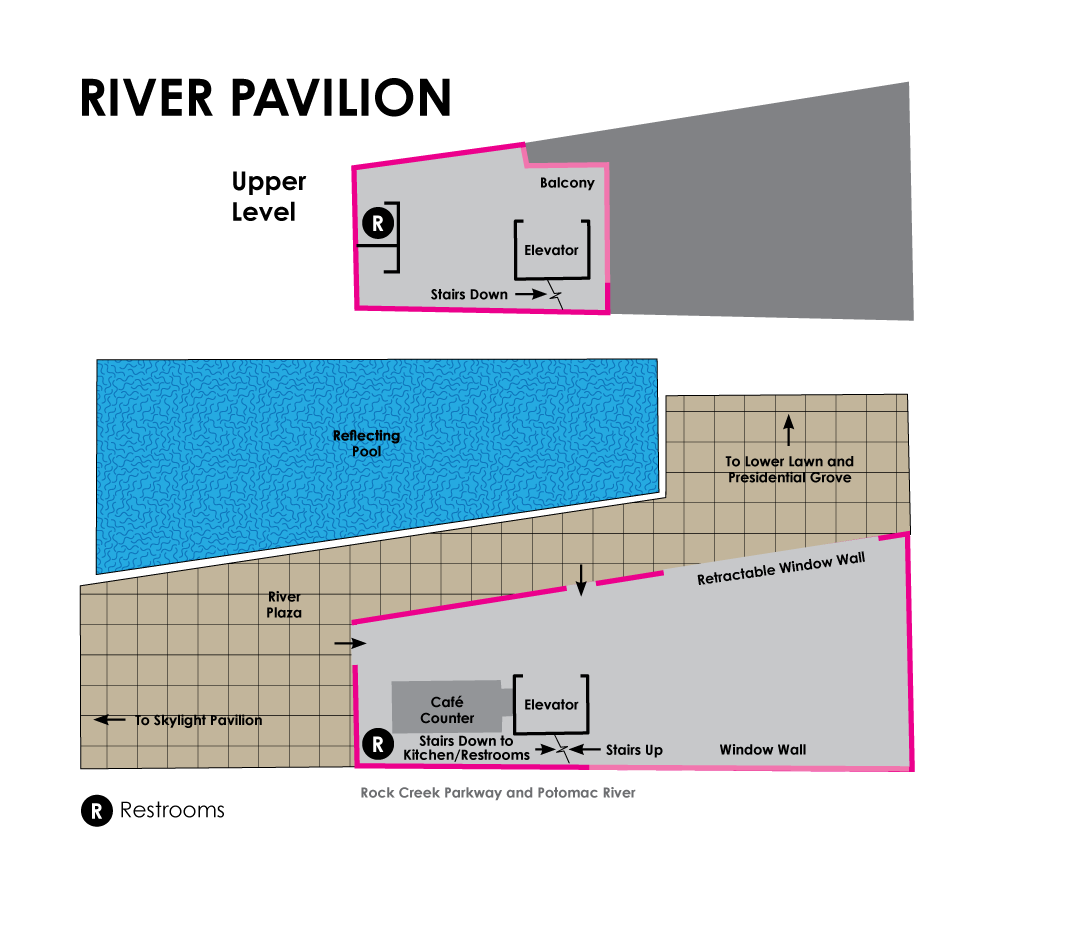 RIVER PAVILION
Upper
Level
Balcony
R
Elevator
Stairs Down
Reflecting
Pool
To Lower Lawn and
Presidential Grove
Retractable Window Wall
River
Plaza
Café
Counter
Elevator
To Skylight Pavilion
R
Stairs Down to
Kitchen/Restrooms
Stairs Up
Window Wall
Rock Creek Parkway and Potomac River
R Restrooms